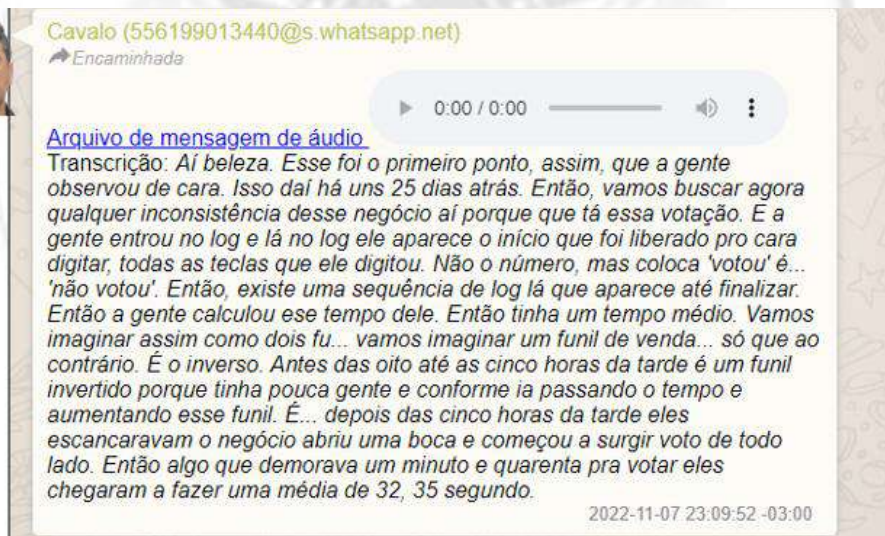 Cavalo (556199013440@s.whatsapp.net)
Encaminhada
0:00 / 0:00
Arquivo de mensagem de áudio
Transcrição: Aí beleza. Esse foi o primeiro ponto, assim, que a gente
observou de cara. Isso daí há uns 25 dias atrás. Então, vamos buscar agora
qualquer inconsistência desse negócio aí porque que tá essa votação. E a
gente entrou no log e lá no log ele aparece o início que foi liberado pro cara
digitar, todas as teclas que ele digitou. Não o número, mas coloca 'votou' é...
'não votou'. Então, existe uma sequência de log lá que aparece até finalizar.
Então a gente calculou ese tempo dele. Então tinha um tempo médio. Vamos
imaginar assim como dois fu... vamos imaginar um funil de venda... só que ao
contrário. É o inverso. Antes das oito até as cinco horas da tarde é um funil
invertido porque tinha pouca gente e conforme ia passando o tempo e
aumentando esse funil. É... depois das cinco horas da tarde eles
escancaravam o negócio abriu uma boca e começou a surgir voto de todo
lado. Então algo que demorava um minuto e quarenta pra votar eles
chegaram a fazer uma média de 32, 35 segundo.
2022-11-07 23:09:52 -03:00